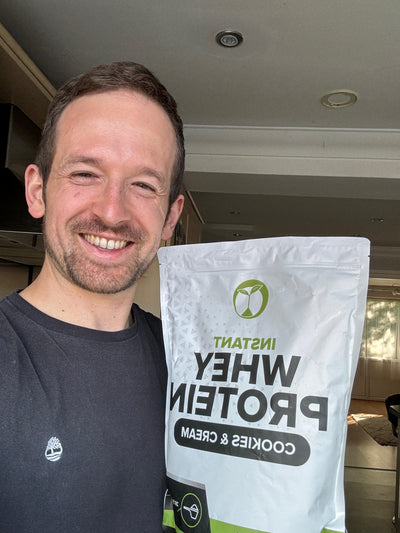 INSTANT
WHEY
PROTEIN
COOKIES & CREAM